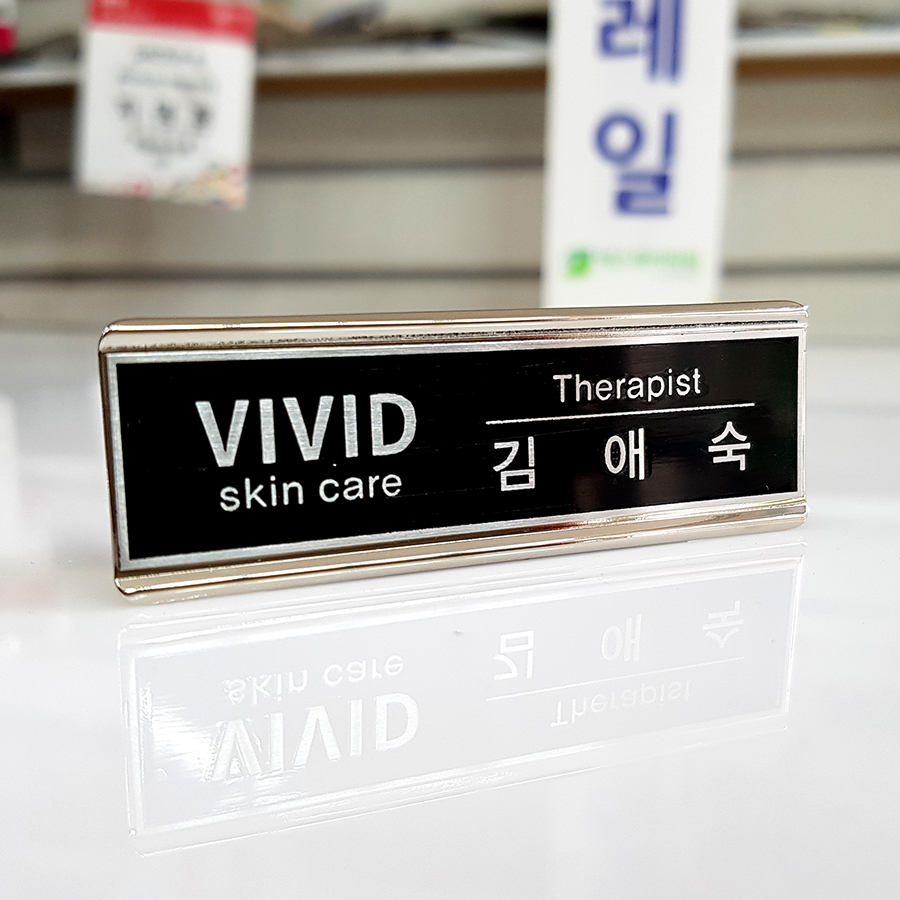 레
일
VIVID
skin care
Therapist
김 애 숙